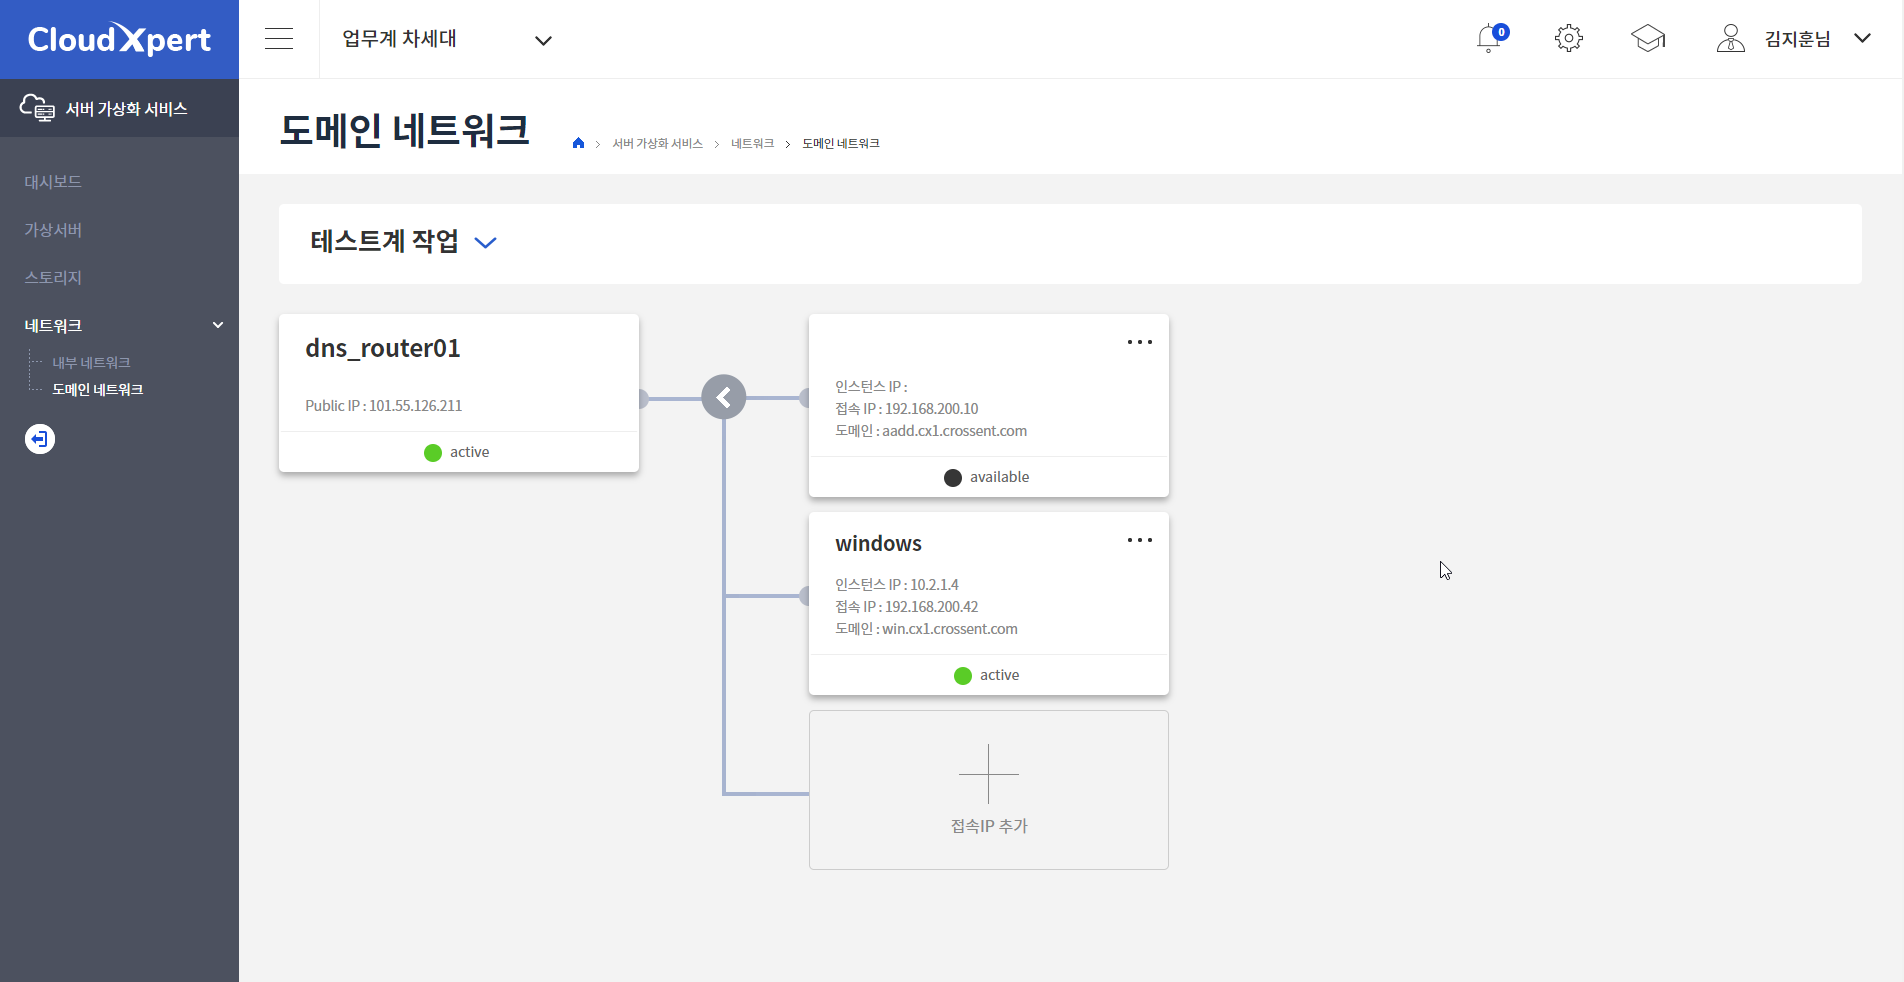 CloudXpert
업무계 차세대
0
김지훈님
서버 가상화 서비스
대시보드
가상서버
스토리지
네트워크
내부 네트워크
도메인 네트워크
도메인 네트워크
서버 가상화 서비스
네트워크
도메인 네트워크
테스트계 작업
dns_router01
Public IP : 101.55.126.211
active
인스턴스 IP :
접속 IP : 192.168.200.10
도메인 : aadd.cx1.crossent.com
available
windows
인스턴스 IP : 10.2.1.4
접속 IP : 192.168.200.42
도메인 : win.cx1.crossent.com
active
접속IP 추가